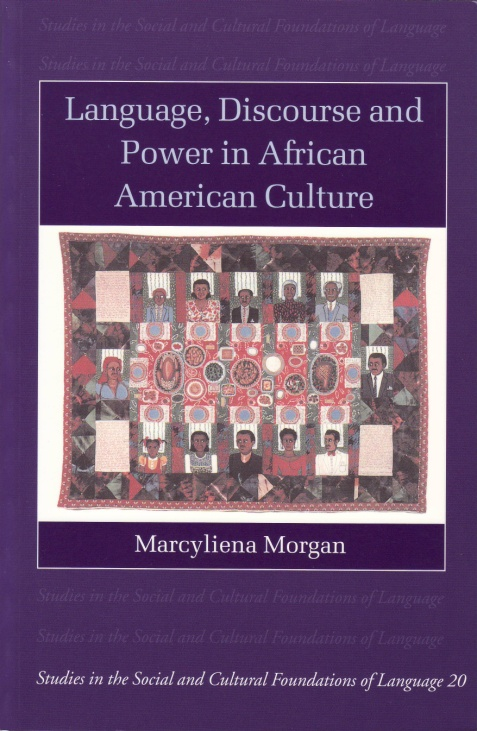 Studies in the Social and Cultural Foundations of Language
Studies in the Social and Cultural Foundations of Language
Language, Discourse and
Power in African
American Culture
Marcyliena Morgan
Studies in the Social and Cultural Foundations of Language
Studies in the Social and Cultural Foundations of Language
Studies in the Social and Cultural Foundations of Language 20